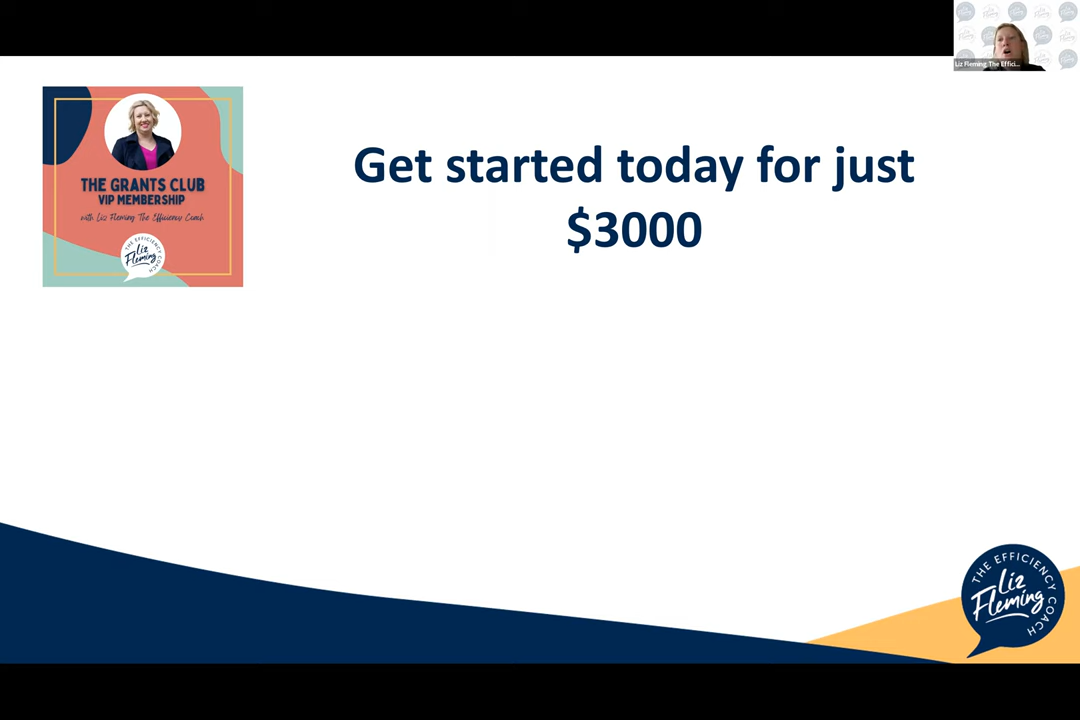 Liz Fleming The Effici...
THE GRANTS CLUB
VIP MEMBERSHIP
with Liz Fleming The Efficiency Coach
THE EFFICIENCY COACH
Liz
Fleming
Get started today for just
$3000
THE EFFICIENCY COACH
Liz
Fleming